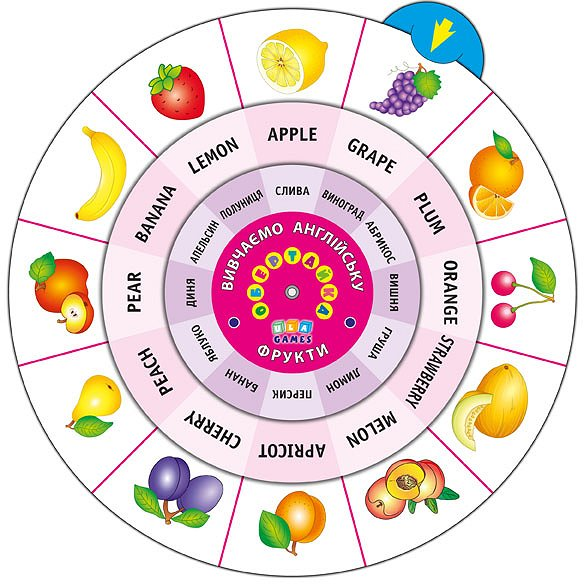 APPLE
GRAPE
PLUM
ORANGE
STRAWBERRY
MELON
APRICOT
CHERRY
PEACH
PEAR
BANANA
LEMON
СЛИВА
ВИНОГРАД
АБРИКОС
ВИШНЯ
ГРУША
ЛИМОН
ПЕРСИК
БАНАН
ЯБЛУКО
ДИНЯ
АПЕЛЬСИН
ПОЛУНИЦЯ
ВИВЧАЄМО АНГЛІЙСЬКУ
ОБЕРТАЙКА
ULA
GAMES
ФРУКТИ